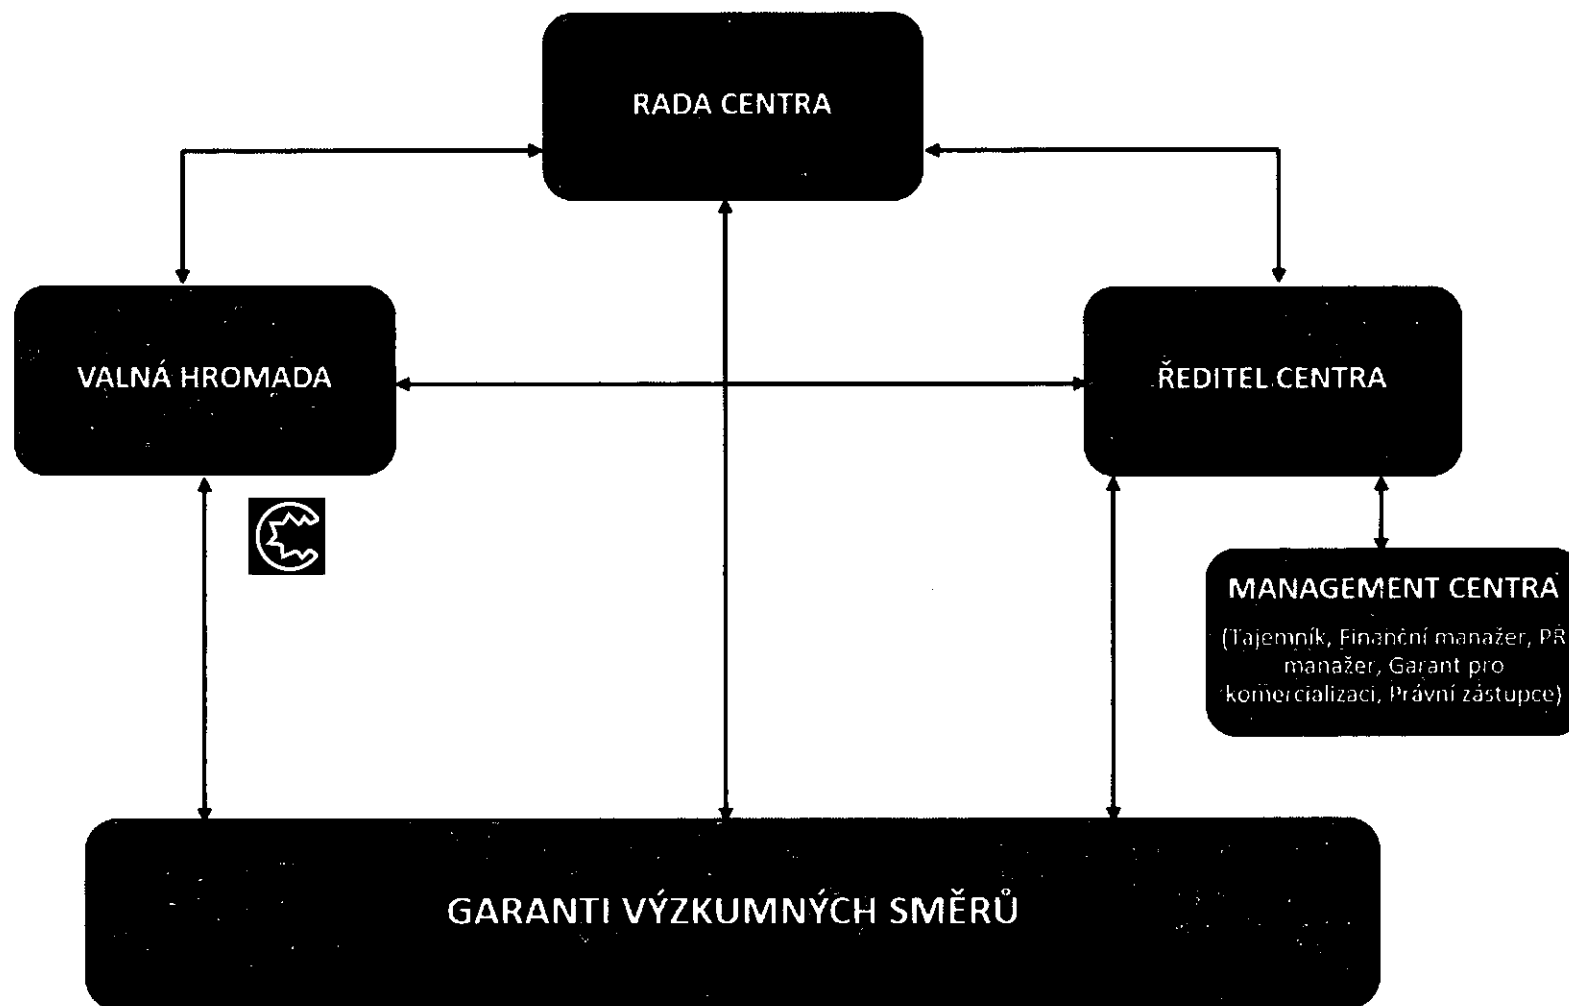 RADA CENTRA
VALNÁ HROMADA
ŘEDITEL CENTRA
MANAGEMENT CENTRA
(Tajemník, Finanční manažer, PR
manažer, Garant pro
komercializaci, Právní zástupce)
GARANTI VÝZKUMNÝCH SMĚRŮ